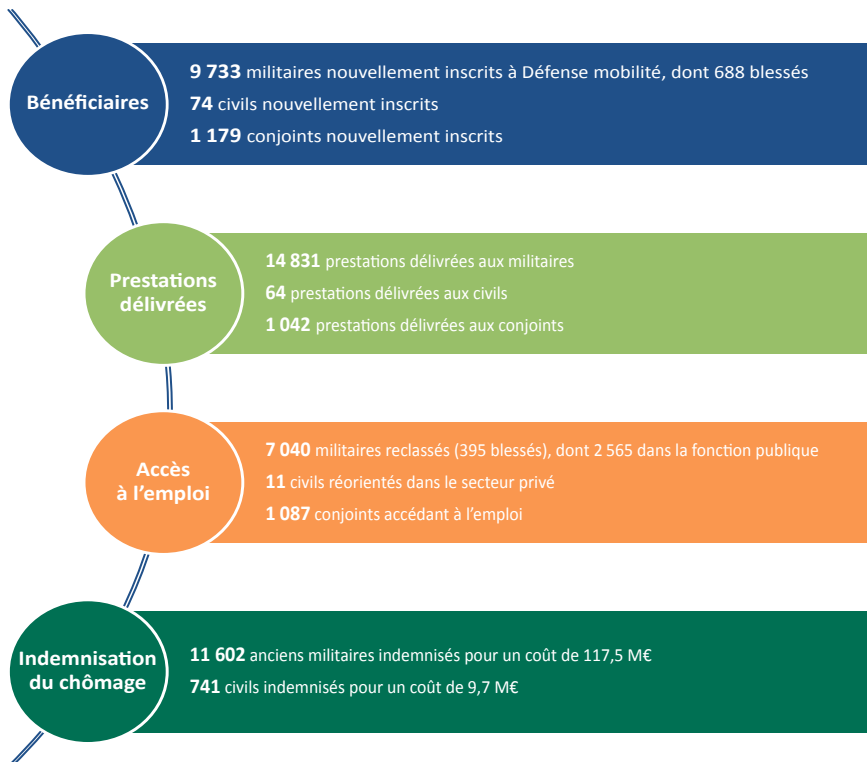 Bénéficiaires
9 733 militaires nouvellement inscrits à Défense mobilité, dont 688 blessés
74 civils nouvellement inscrits
1 179 conjoints nouvellement inscrits
Prestations
délivrées
14 831 prestations délivrées aux militaires
64 prestations délivrées aux civils
1 042 prestations délivrées aux conjoints
Accès
à l’emploi
7 040 militaires reclassés (395 blessés), dont 2 565 dans la fonction publique
11 civils réorientés dans le secteur privé
1 087 conjoints accédant à l’emploi
Indemnisation
du chômage
11 602 anciens militaires indemnisés pour un coût de 117,5 M€
741 civils indemnisés pour un coût de 9,7 M€